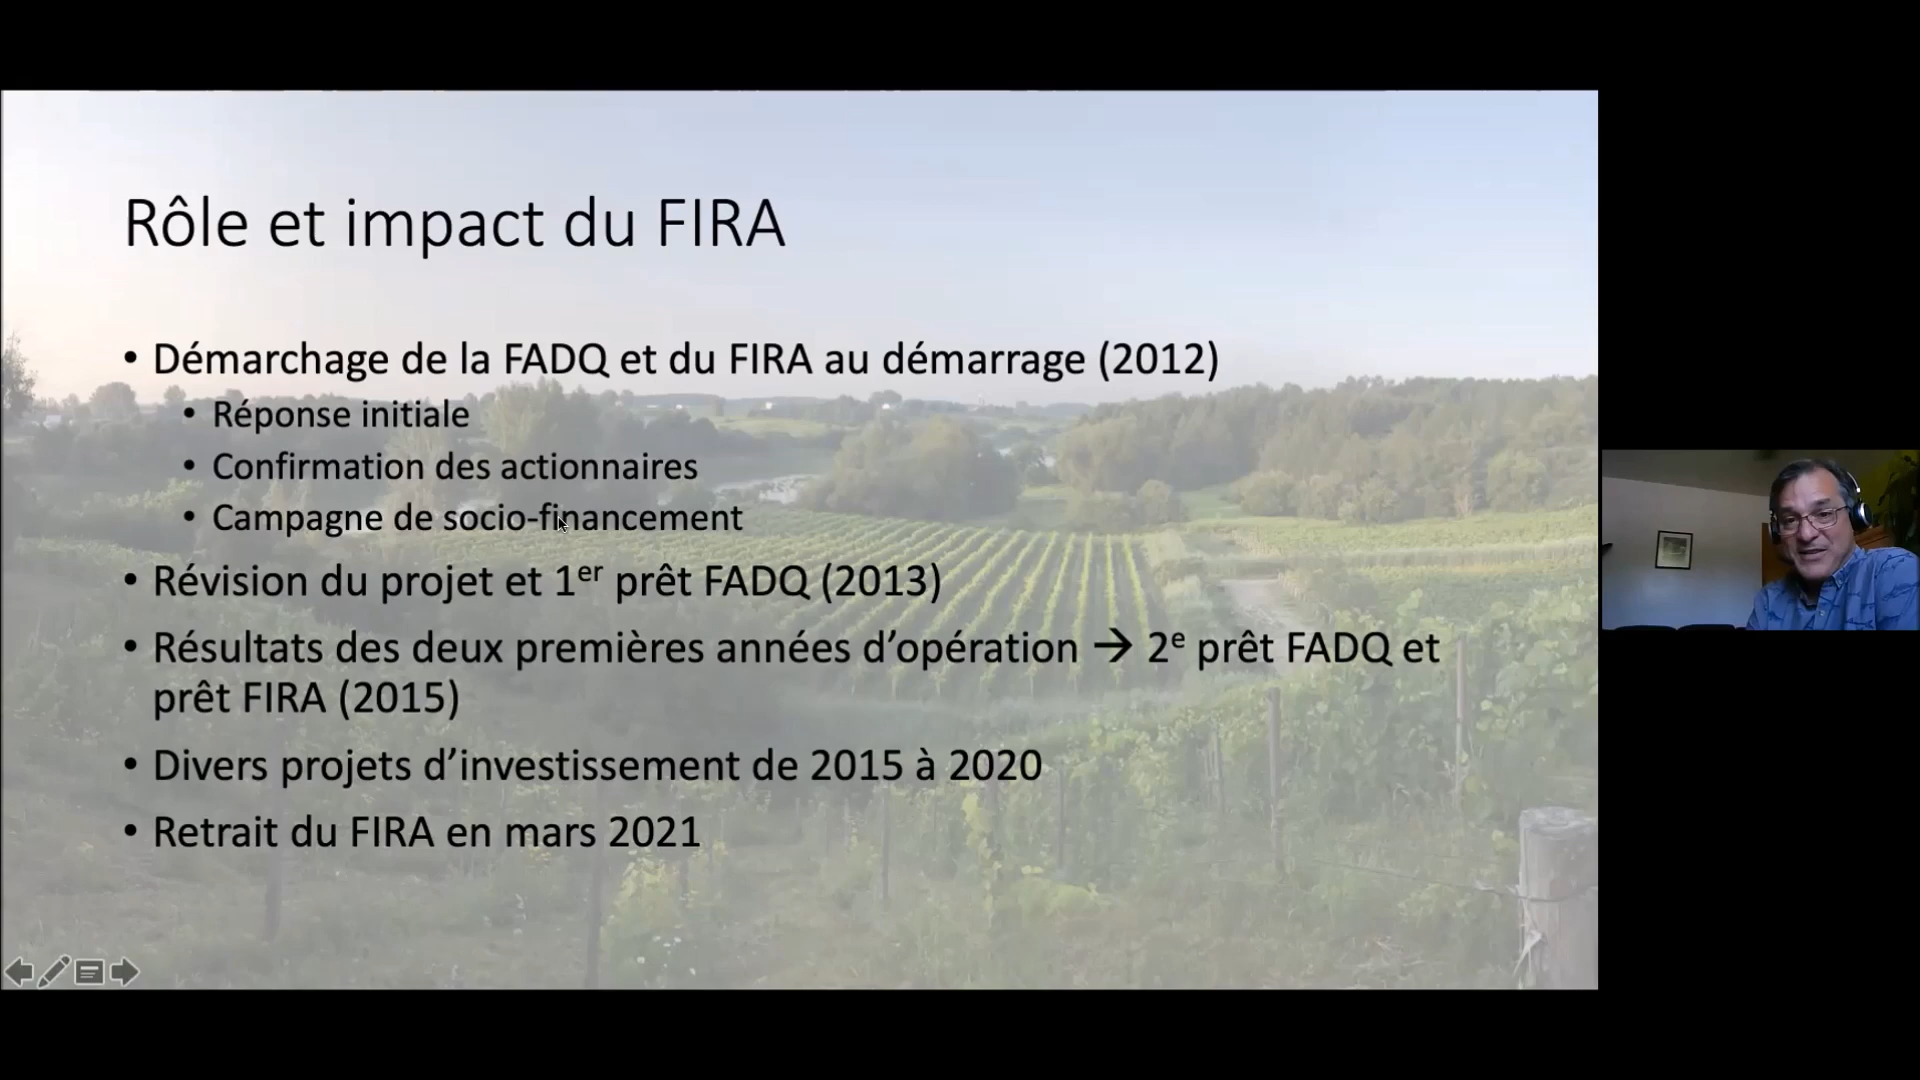 Rôle et impact du FIRA
• Démarchage de la FADQ et du FIRA au démarrage (2012)
• Réponse initiale
• Confirmation des actionnaires
• Campagne de socio-financement
• Révision du projet et 1er prêt FADQ (2013)
• Résultats des deux premières années d’opération → 2e prêt FADQ et
prêt FIRA (2015)
• Divers projets d’investissement de 2015 à 2020
• Retrait du FIRA en mars 2021